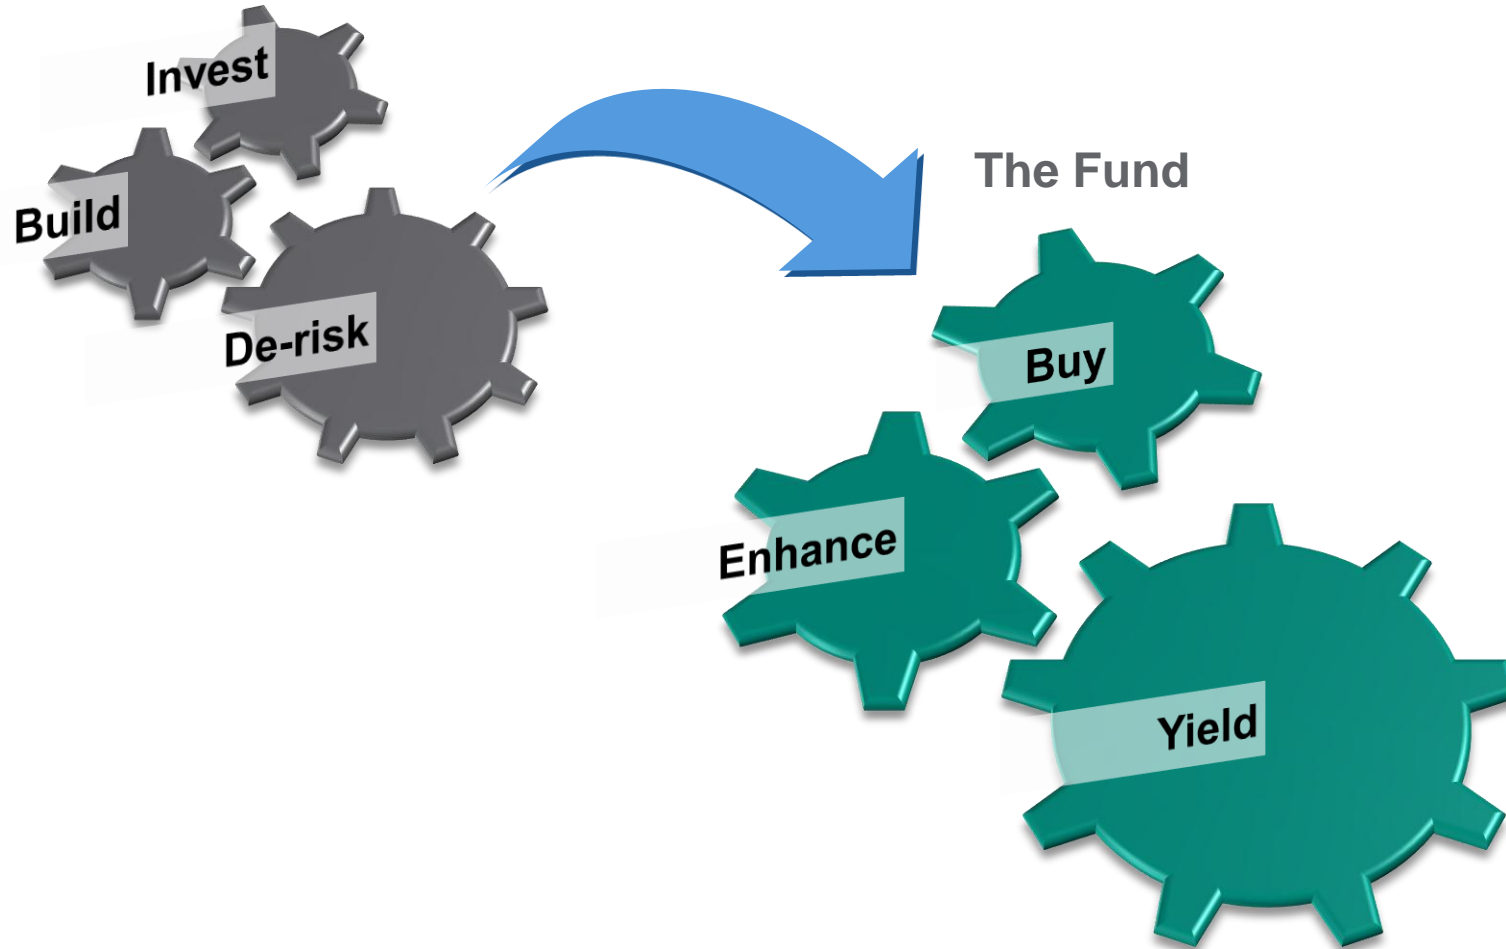 Invest
Build
De-risk
The Fund
Buy
Enhance
Yield